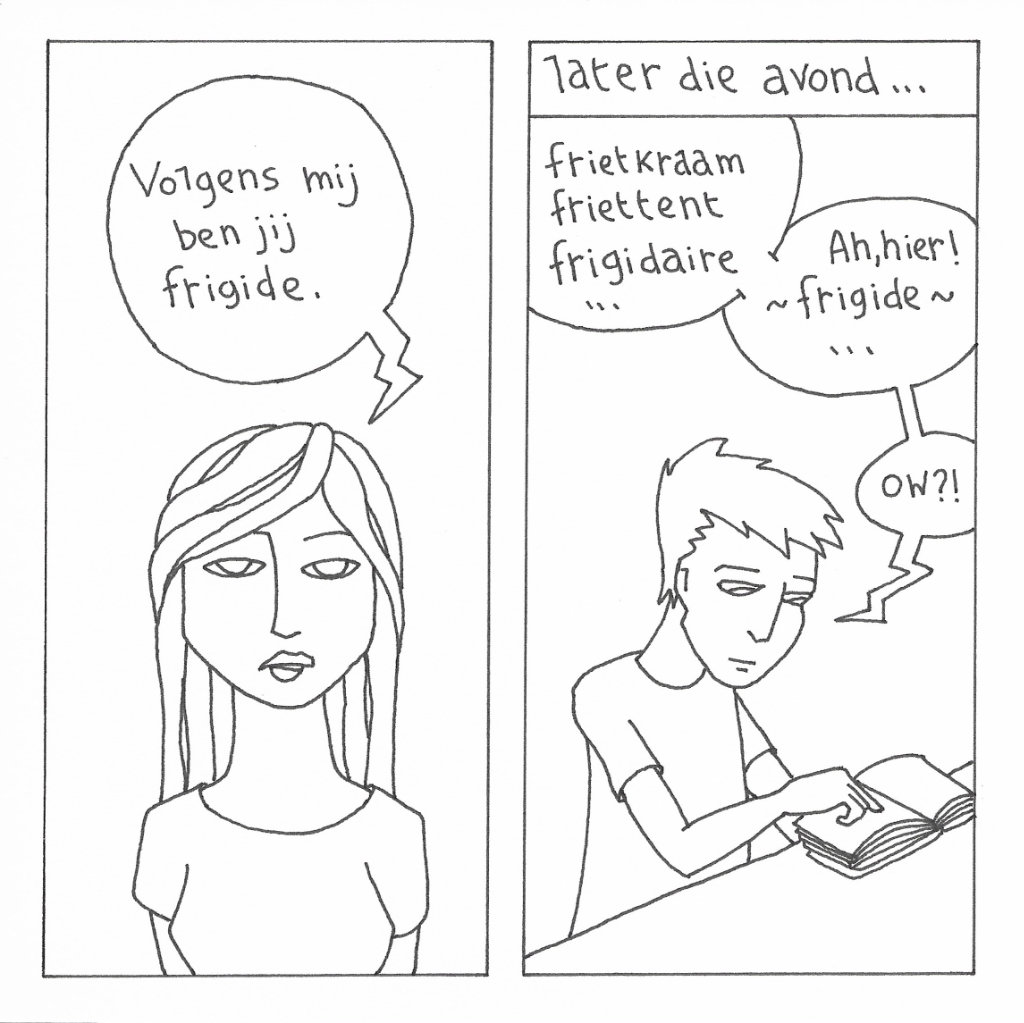 Volgens mij
ben jij
frigide.
later die avond...
frietkraam
friettent
frigidaire
...
Ah, hier!
~frigide~
...
OW?!